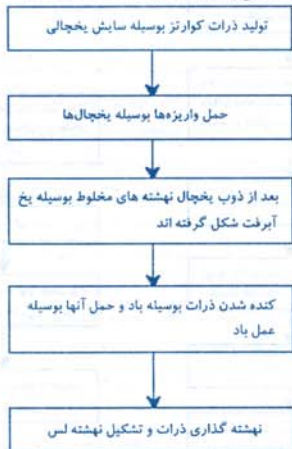 تولید ذرات کوارتز بوسیله سایش یخچالی
حمل واریزه‌ها بوسیله یخچال‌ها
بعد از ذوب یخچال نهشته های مخلوط بوسیله یخ
آبرفت شکل گرفته اند
کنده شدن ذرات بوسیله باد و حمل آنها بوسیله
عمل باد
نهشته گذاری ذرات و تشکیل نهشته لس